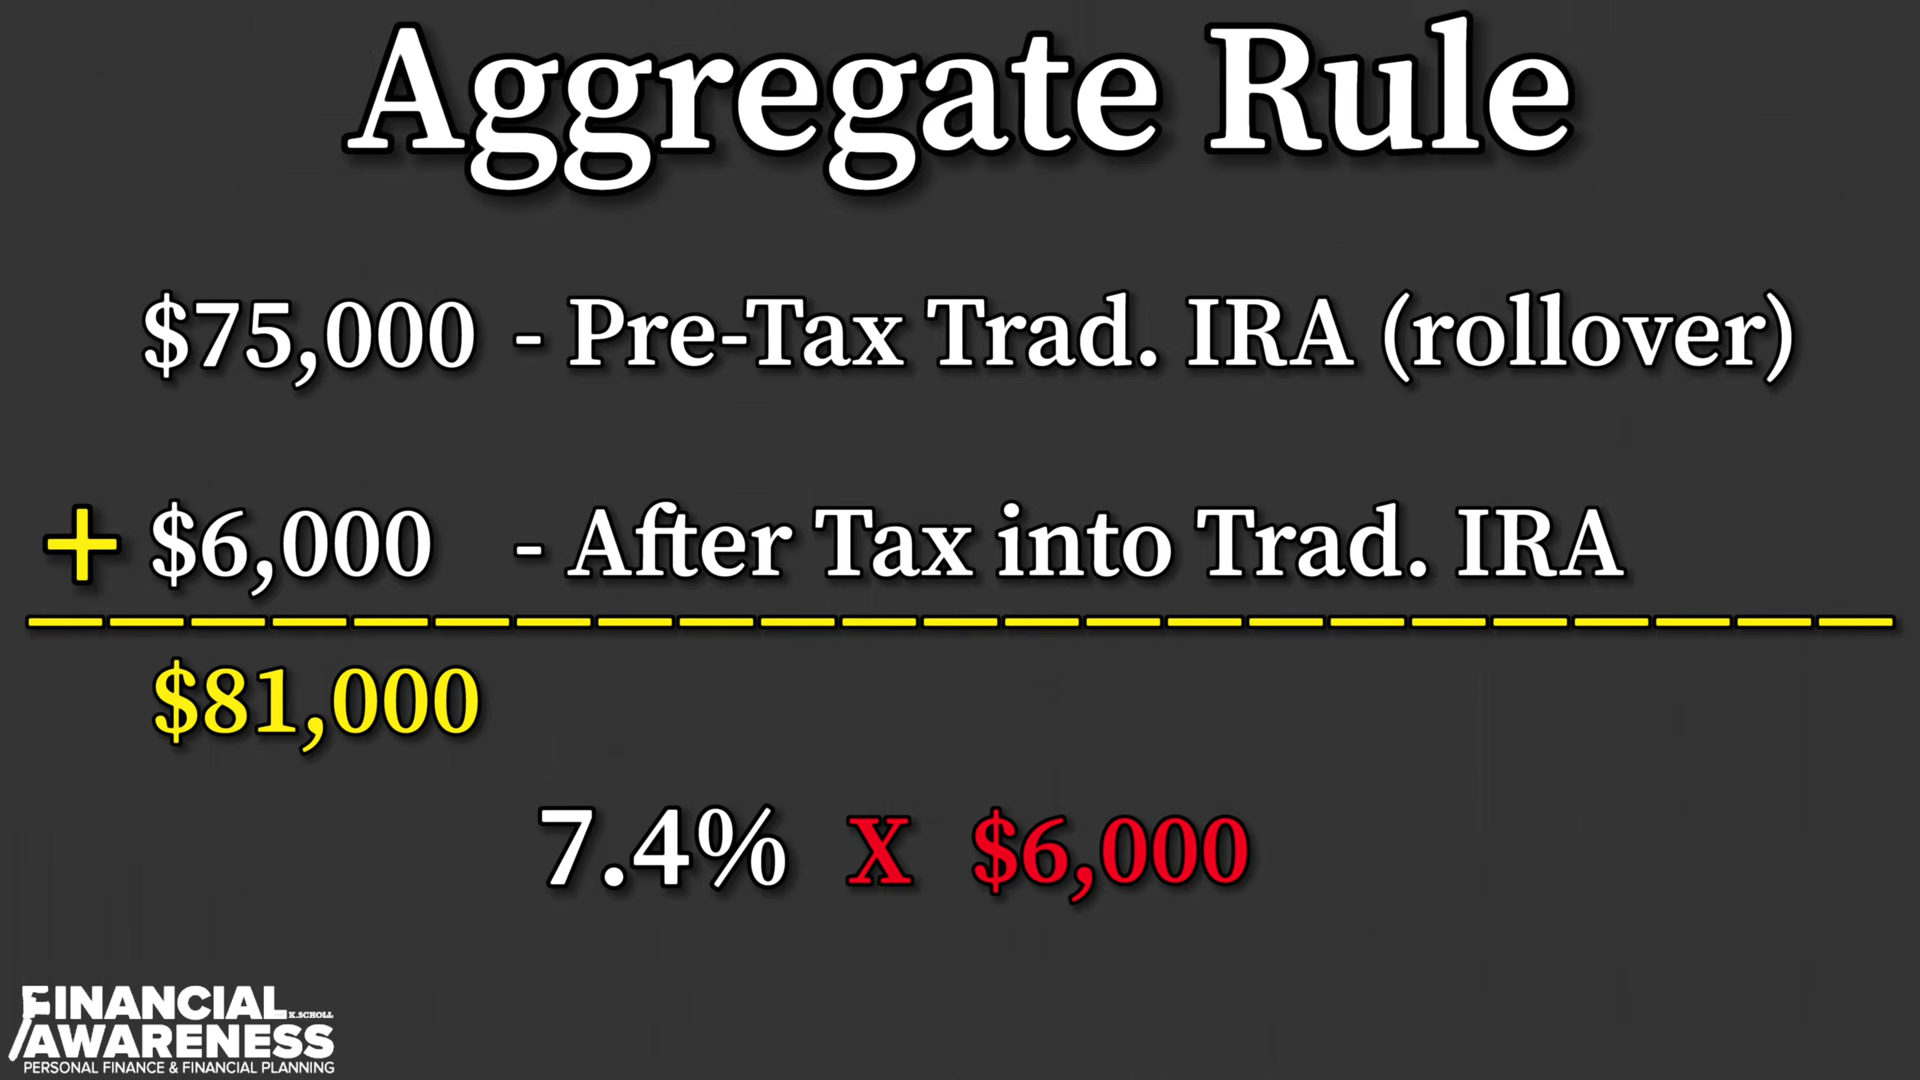 Aggregate Rule
$75,000 - Pre-Tax Trad. IRA (rollover)
+ $6,000 - After Tax into Trad. IRA
$81,000
7.4% X $6,000
FINANCIAL
K.SCHOLL
AWARENESS
PERSONAL FINANCE & FINANCIAL PLANNING